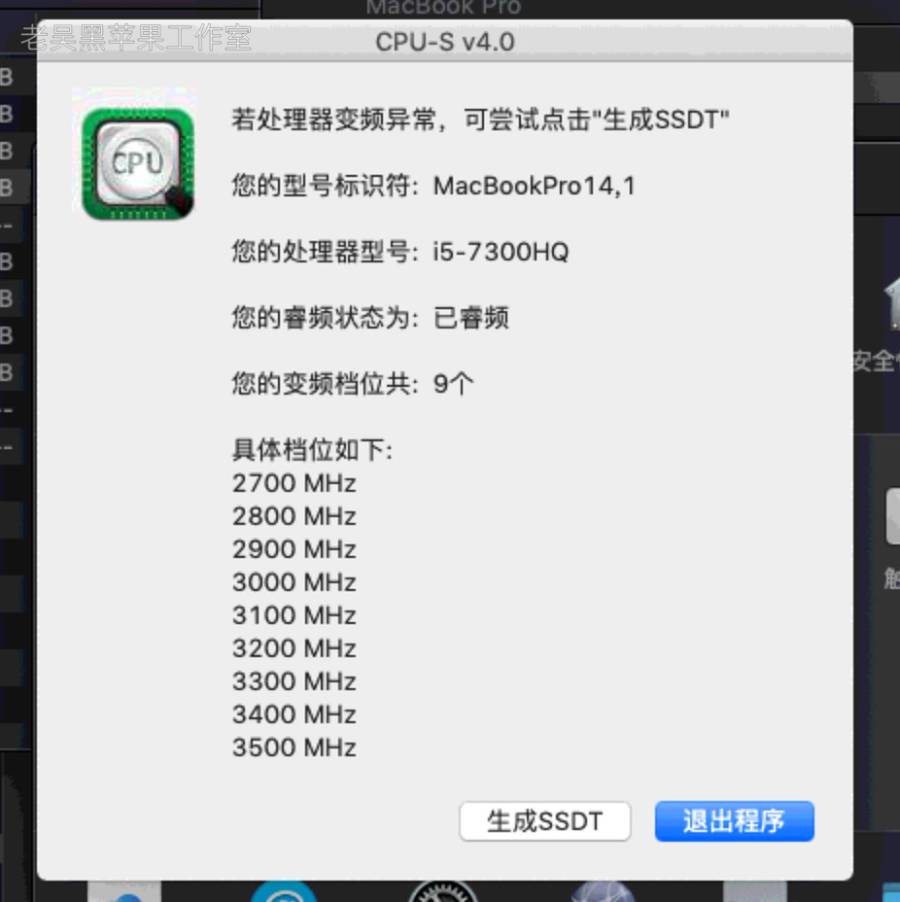 MacBook Pro
老吴黑苹果工作室
CPU-S v4.0
CPU
若处理器变频异常，可尝试点击"生成SSDT"
您的型号标识符: MacBookPro14,1
您的处理器型号: i5-7300HQ
您的睿频状态为: 已睿频
您的变频档位共: 9个
具体档位如下:
2700 MHz
2800 MHz
2900 MHz
3000 MHz
3100 MHz
3200 MHz
3300 MHz
3400 MHz
3500 MHz
生成SSDT
退出程序
B
B
B
B
--
B
B
B
B
--
--
安全
触